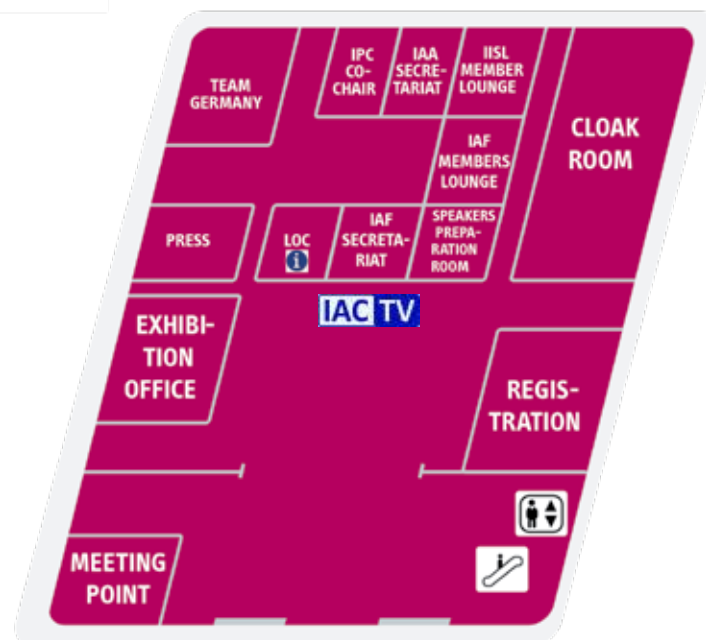 TEAM
GERMANY
IPC
CO-
CHAIR
IAA
SECRE-
TARIAT
IISL
MEMBER
LOUNGE
CLOAK
ROOM
IAF
MEMBERS
LOUNGE
PRESS
LOC
i
IAF
SECRETA-
RIAT
SPEAKERS
PREPA-
RATION
ROOM
IAC TV
EXHIBI-
TION
OFFICE
REGIS-
TRATION
MEETING
POINT